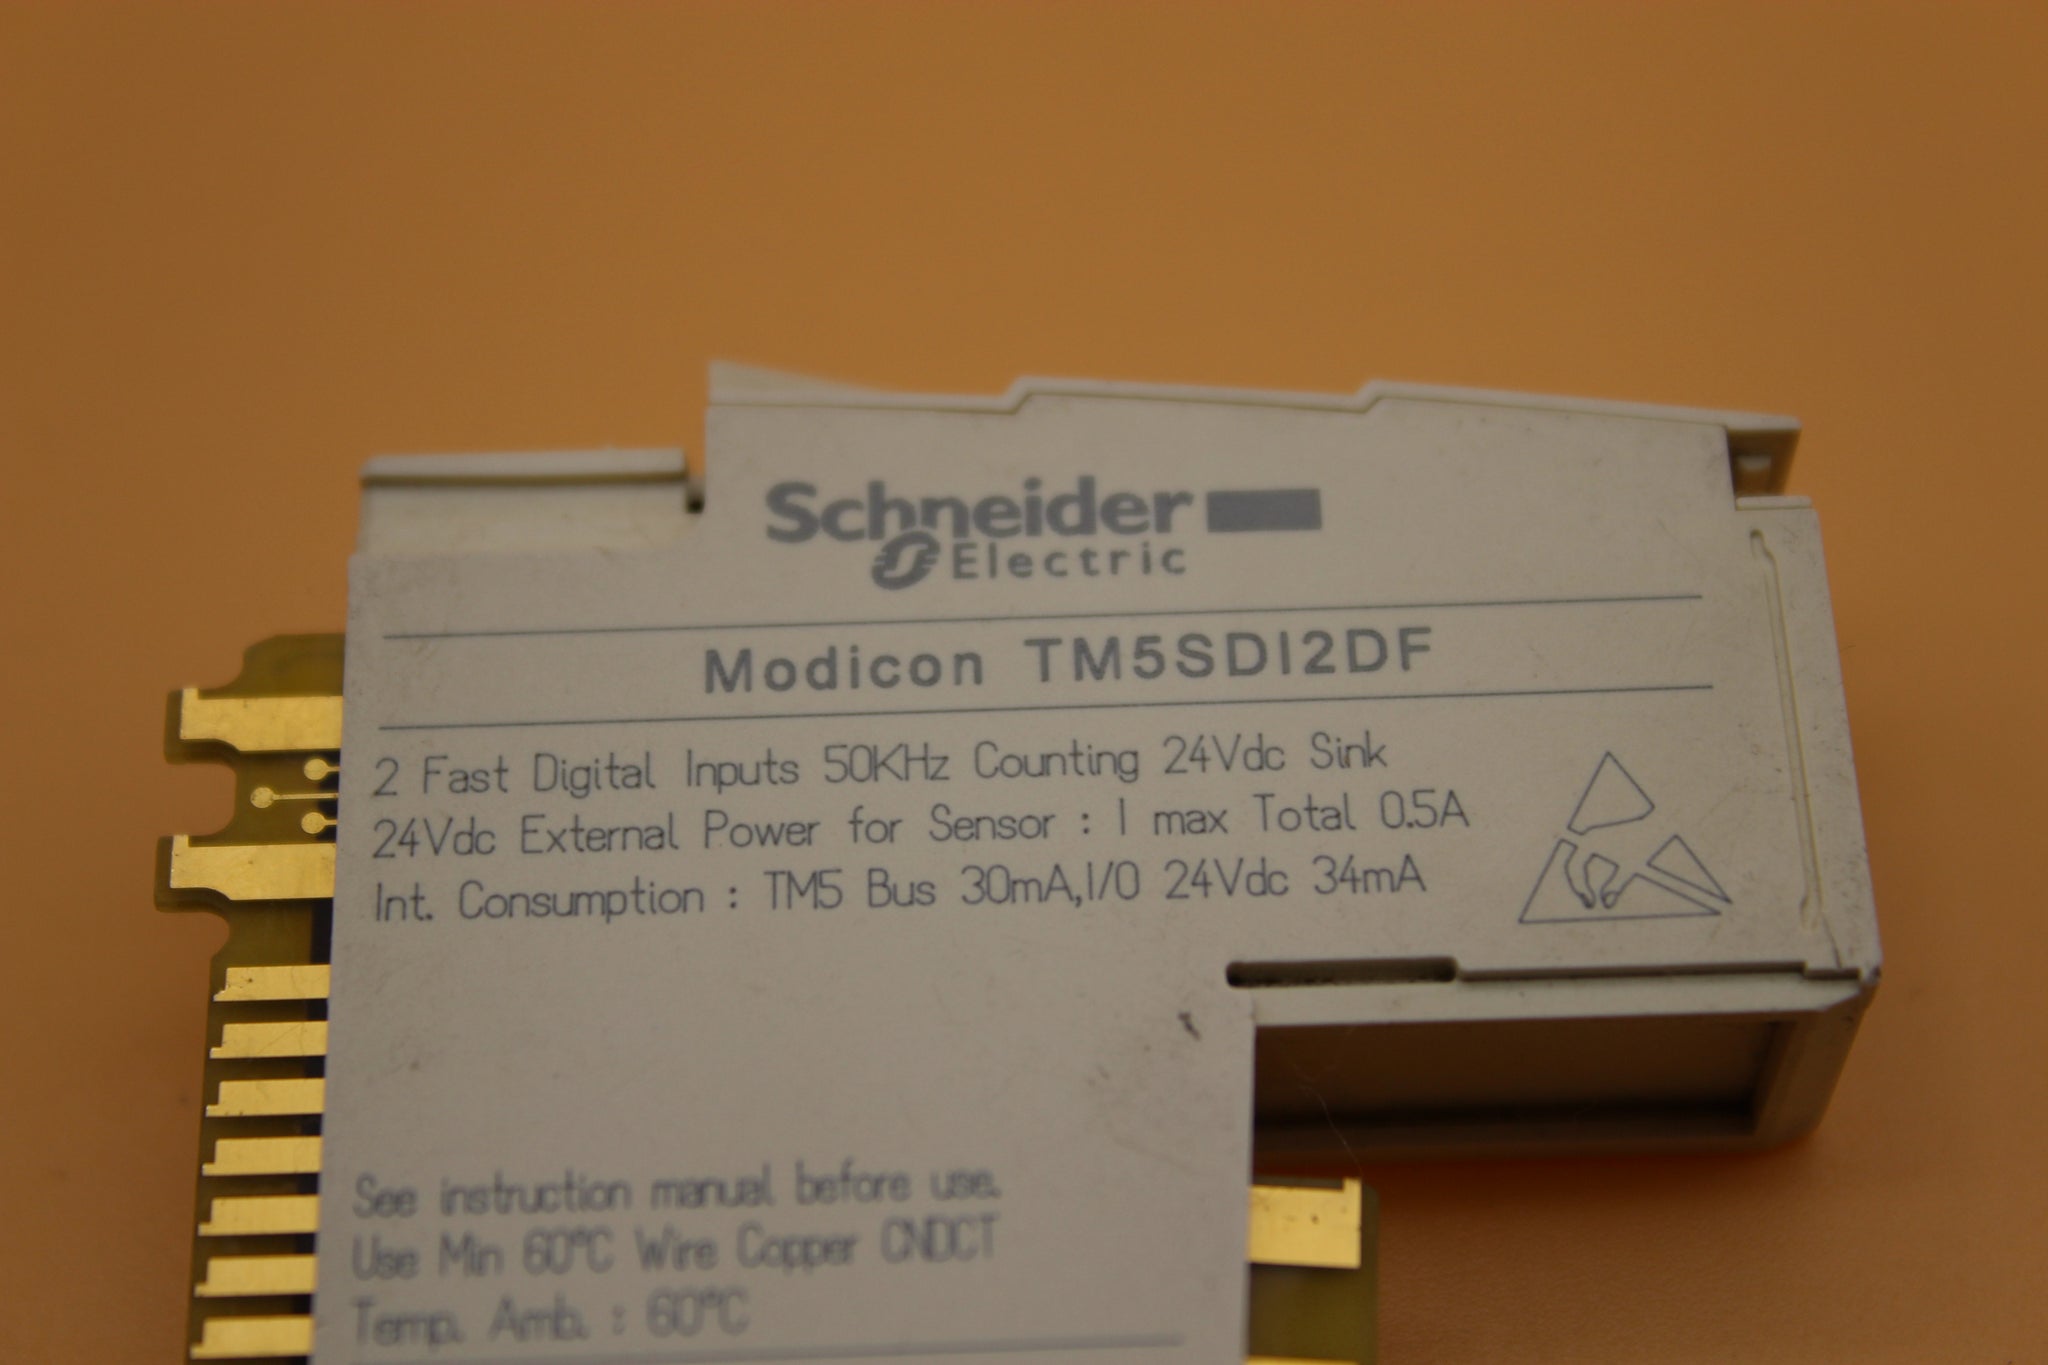 Schneider
Electric
Modicon TM5SDI2DF
2 Fast Digital Inputs 50KHz Counting 24Vdc Sink
24Vdc External Power for Sensor : I max Total 0.5A
Int. Consumption : TM5 Bus 30mA,I/O 24Vdc 34mA
See instruction manual before use.
Use Min 60°C Wire Copper CNDCT
Temp. Amb. : 60°C